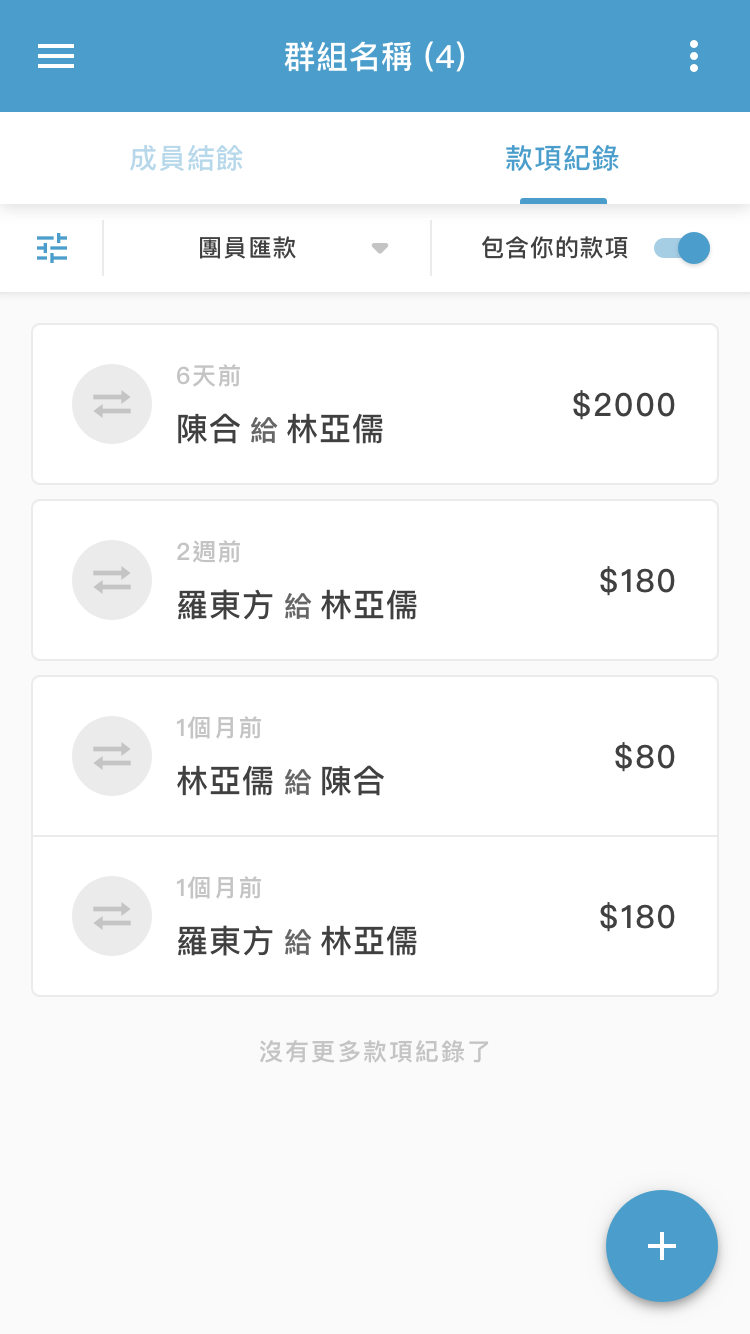 群組名稱 (4)
成員結餘
款項紀錄
團員匯款
包含你的款項
6天前
陳合 給 林亞儒
$2000
2週前
羅東方 給 林亞儒
$180
1個月前
林亞儒 給 陳合
$80
1個月前
羅東方 給 林亞儒
$180
沒有更多款項紀錄了